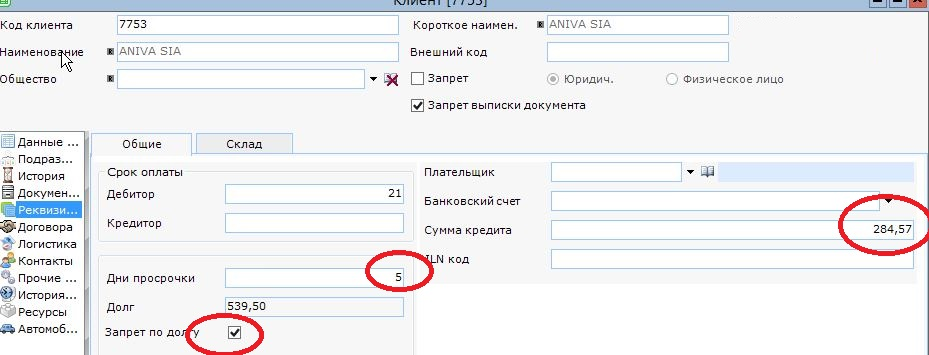 Клиент [7753]
Код клиента 7753 Короткое наимен. ANIVA SIA
Наименование ANIVA SIA Внешний код
Общество Запрет Юридич. Физическое лицо
Запрет выписки документа
Данные ...
Подраз...
История
Докумен...
Реквизи...
Договора
Логистика
Контакты
Прочие ...
История...
Ресурсы
Автомоб...
Общие Склад
Срок оплаты
Дебитор 21
Кредитор
Дни просрочки 5
Долг 539,50
Запрет по долгу
Плательщик
Банковский счет
Сумма кредита 284,57
ILN код